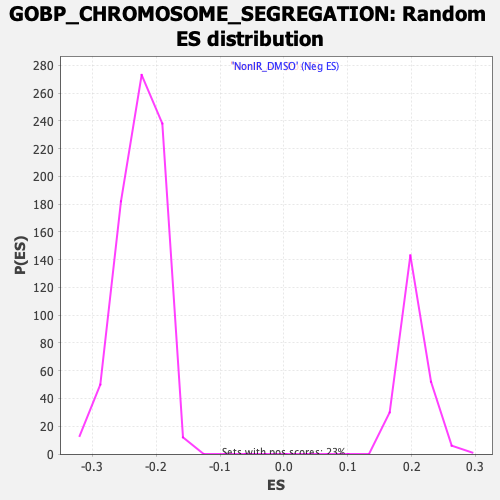 GOBP_CHROMOSOME_SEGREGATION: Random
ES distribution
'NonIR_DMSO' (Neg ES)
280
260
240
220
200
180
160
140
120
100
80
60
40
20
0
P(ES)
Sets with pos scores: 23%
-0.3 -0.2 -0.1 0.0 0.1 0.2 0.3
ES